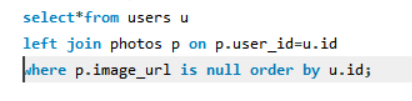 select*from users u
left join photos p on p.user_id=u.id
where p.image_url is null order by u.id;